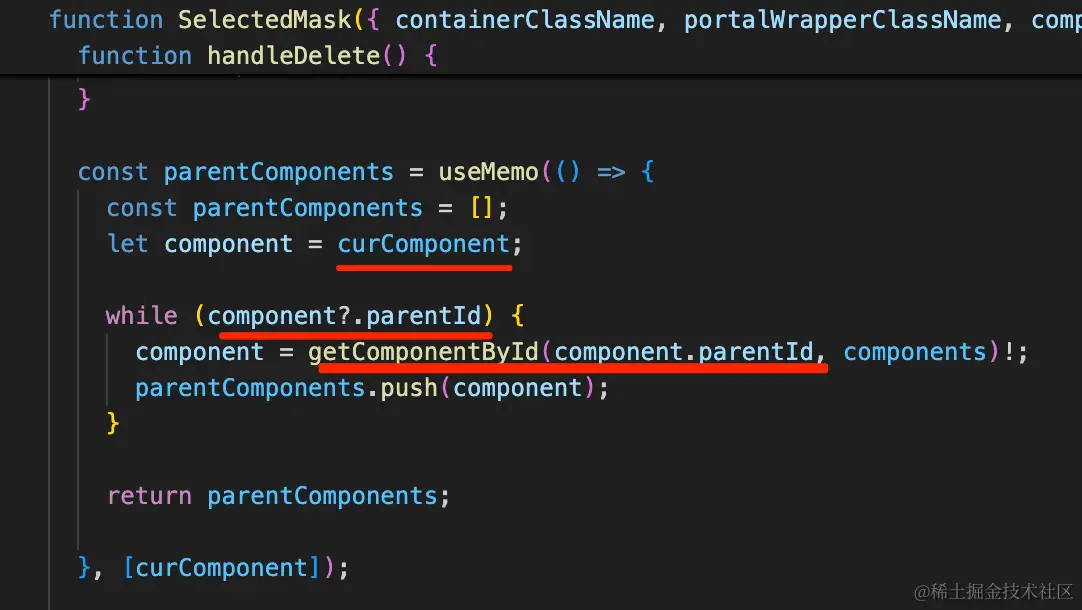 function SelectedMask({ containerClassName, portalWrapperClassName, comp
function handleDelete() {
}
const parentComponents = useMemo(() => {
const parentComponents = [];
let component = curComponent;
while (component?.parentId) {
component = getComponentById(component.parentId, components)!;
parentComponents.push(component);
}
return parentComponents;
}, [curComponent]);
@稀土掘金技术社区